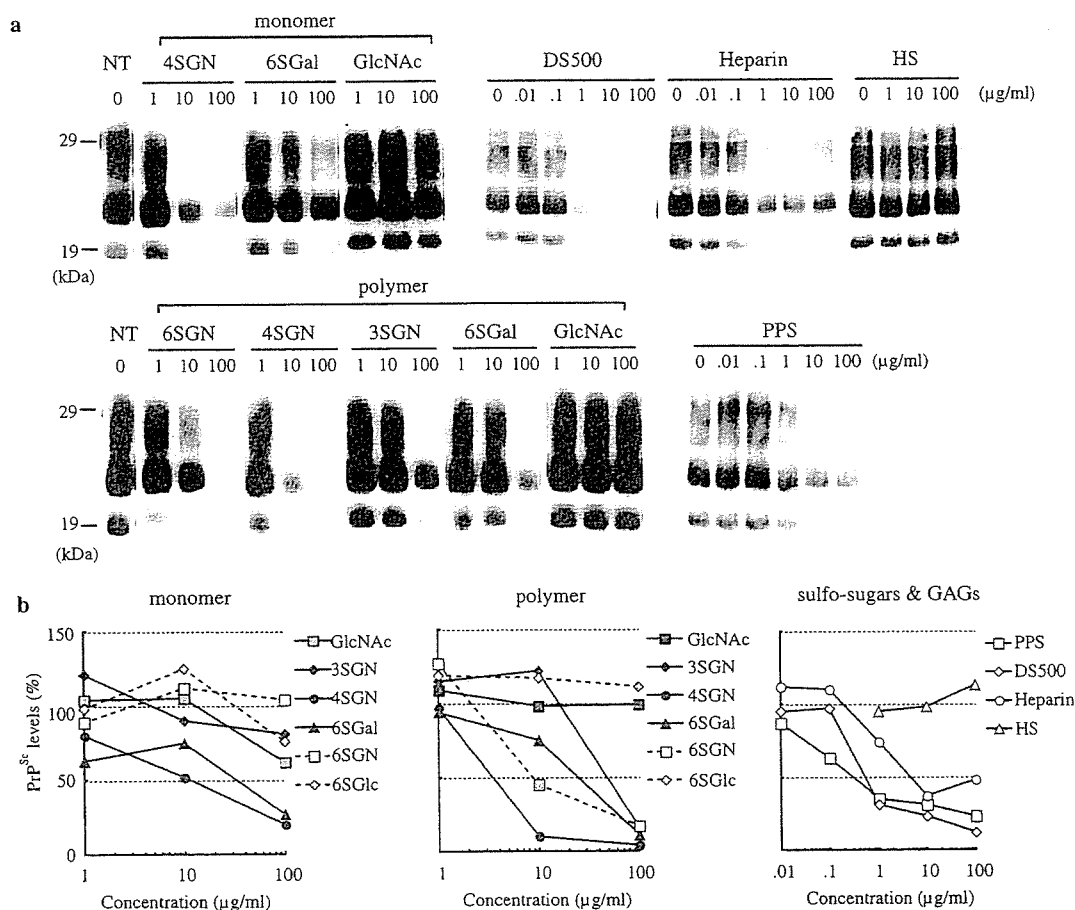 a
monomer
NT 4SGN 6SGal GlcNAc DS500 Heparin HS
0 1 10 100 1 10 100 1 10 100 0 .01 .1 1 10 100 0 .01 .1 1 10 100 0 1 10 100 (µg/ml)
29
19
(kDa)
polymer
NT 6SGN 4SGN 3SGN 6SGal GlcNAc PPS
0 1 10 100 1 10 100 1 10 100 1 10 100 1 10 100 0 .01 .1 1 10 100 (µg/ml)
29
19
(kDa)
b
monomer
PrP^Sc levels (%)
150
100
50
0
1 10 100
Concentration (µg/ml)
GlcNAc
3SGN
4SGN
6SGal
6SGN
6SGlc
polymer
1 10 100
Concentration (µg/ml)
GlcNAc
3SGN
4SGN
6SGal
6SGN
6SGlc
sulfo-sugars & GAGs
.01 .1 1 10 100
Concentration (µg/ml)
PPS
DS500
Heparin
HS